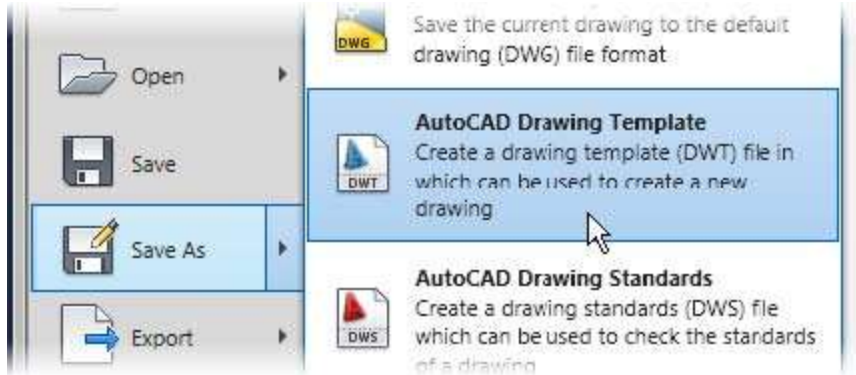 Open
Save
Save As
Export
DWG
Save the current drawing to the default
drawing (DWG) file format
DWT
AutoCAD Drawing Template
Create a drawing template (DWT) file in
which can be used to create a new
drawing
DWS
AutoCAD Drawing Standards
Create a drawing standards (DWS) file
which can be used to check the standards
of a drawing